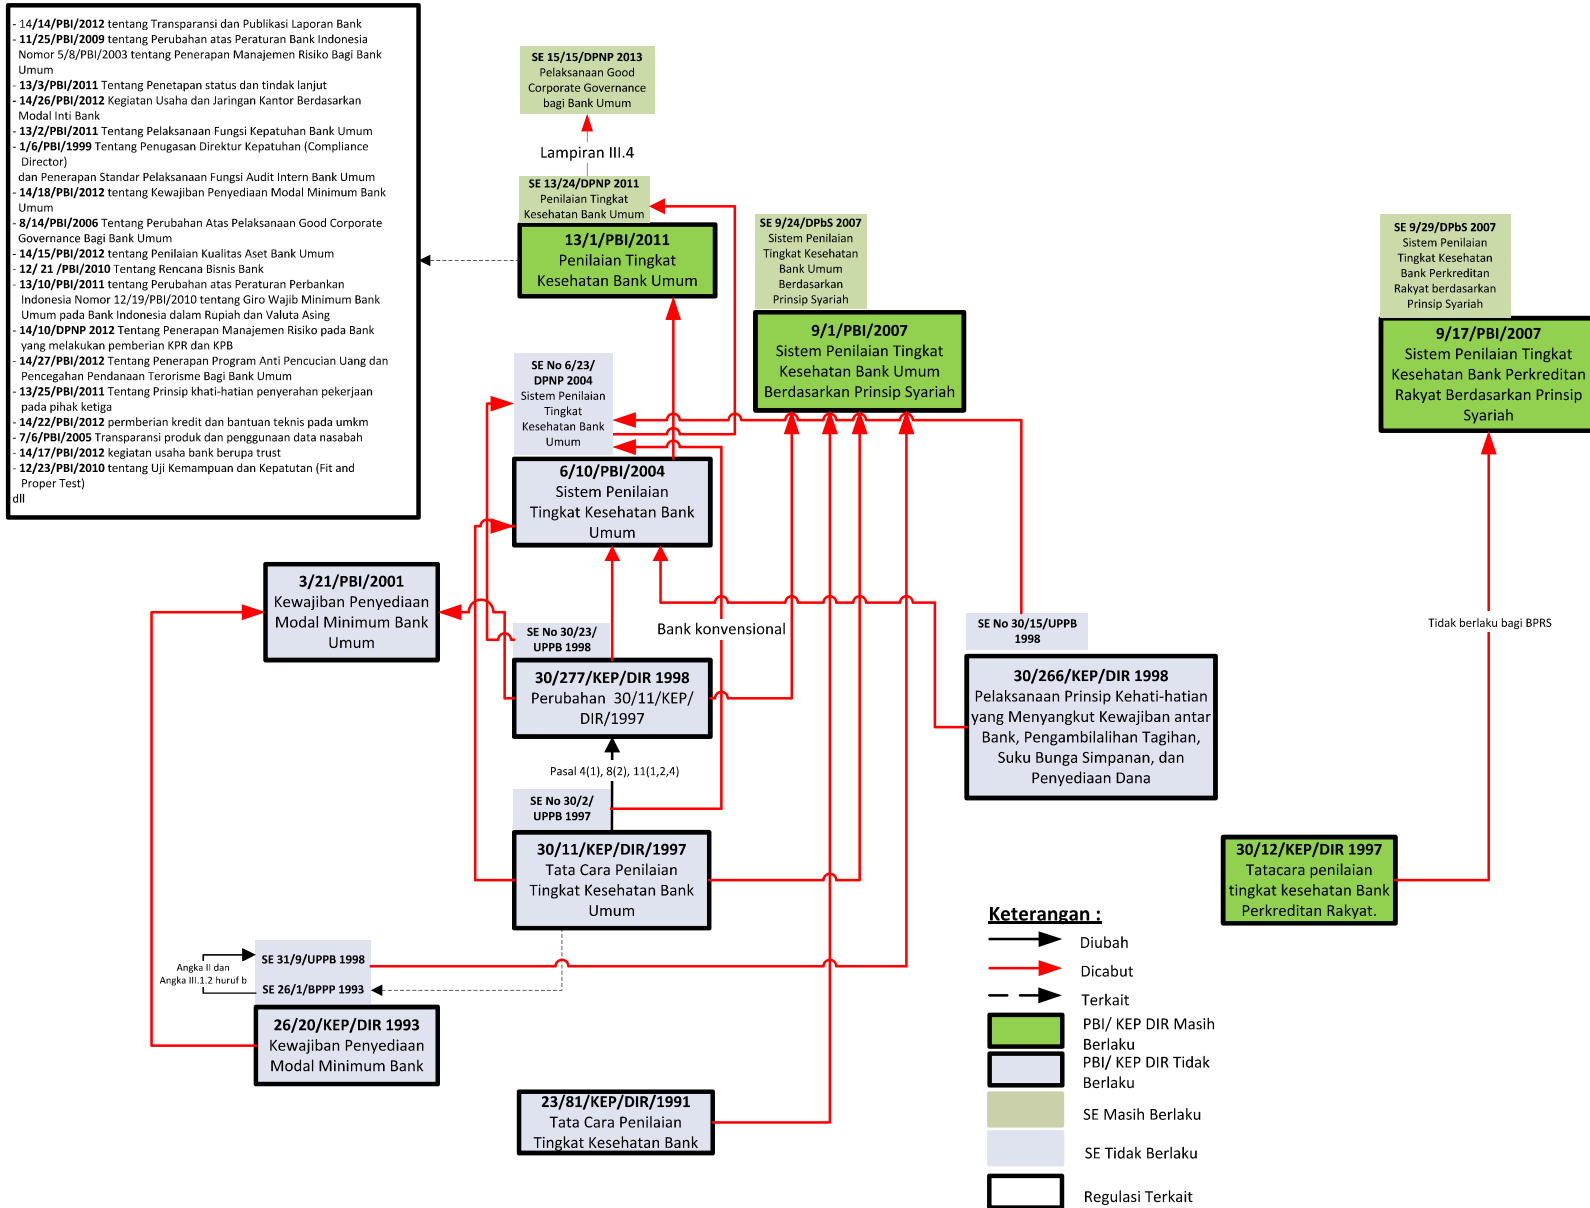 - 14/14/PBI/2012 tentang Transparansi dan Publikasi Laporan Bank
- 11/25/PBI/2009 tentang Perubahan atas Peraturan Bank Indonesia
Nomor 5/8/PBI/2003 tentang Penerapan Manajemen Risiko Bagi Bank
Umum
- 13/3/PBI/2011 Tentang Penetapan status dan tindak lanjut
- 14/26/PBI/2012 Kegiatan Usaha dan Jaringan Kantor Berdasarkan
Modal Inti Bank
- 13/2/PBI/2011 Tentang Pelaksanaan Fungsi Kepatuhan Bank Umum
- 1/6/PBI/1999 Tentang Penugasan Direktur Kepatuhan (Compliance
Director)
dan Penerapan Standar Pelaksanaan Fungsi Audit Intern Bank Umum
- 14/18/PBI/2012 tentang Kewajiban Penyediaan Modal Minimum Bank
Umum
- 8/14/PBI/2006 Tentang Perubahan Atas Pelaksanaan Good Corporate
Governance Bagi Bank Umum
- 14/15/PBI/2012 tentang Penilaian Kualitas Aset Bank Umum
- 12/ 21 /PBI/2010 Tentang Rencana Bisnis Bank
- 13/10/PBI/2011 tentang Perubahan atas Peraturan Perbankan
Indonesia Nomor 12/19/PBI/2010 tentang Giro Wajib Minimum Bank
Umum pada Bank Indonesia dalam Rupiah dan Valuta Asing
- 14/10/DPNP 2012 Tentang Penerapan Manajemen Risiko pada Bank
yang melakukan pemberian KPR dan KPB
- 14/27/PBI/2012 Tentang Penerapan Program Anti Pencucian Uang dan
Pencegahan Pendanaan Terorisme Bagi Bank Umum
- 13/25/PBI/2011 Tentang Prinsip khati-hatian penyerahan pekerjaan
pada pihak ketiga
- 14/22/PBI/2012 permberian kredit dan bantuan teknis pada umkm
- 7/6/PBI/2005 Transparasi produk dan penggunaan data nasabah
- 14/17/PBI/2012 kegiatan usaha bank berupa trust
- 12/23/PBI/2010 tentang Uji Kemampuan dan Kepatutan (Fit and
Proper Test)
dll
SE 15/15/DPNP 2013
Pelaksanaan Good
Corporate Governance
bagi Bank Umum
Lampiran III.4
SE 13/24/DPNP 2011
Penilaian Tingkat
Kesehatan Bank Umum
13/1/PBI/2011
Penilaian Tingkat
Kesehatan Bank Umum
SE 9/24/DPbS 2007
Sistem Penilaian
Tingkat Kesehatan
Bank Umum
Berdasarkan
Prinsip Syariah
9/1/PBI/2007
Sistem Penilaian Tingkat
Kesehatan Bank Umum
Berdasarkan Prinsip Syariah
SE 9/29/DPbS 2007
Sistem Penilaian
Tingkat Kesehatan
Bank Perkreditan
Rakyat berdasarkan
Prinsip Syariah
9/17/PBI/2007
Sistem Penilaian Tingkat
Kesehatan Bank Perkreditan
Rakyat Berdasarkan Prinsip
Syariah
SE No 6/23/
DPNP 2004
Sistem Penilaian
Tingkat
Kesehatan Bank
Umum
6/10/PBI/2004
Sistem Penilaian
Tingkat Kesehatan Bank
Umum
3/21/PBI/2001
Kewajiban Penyediaan
Modal Minimum Bank
Umum
SE No 30/23/
UPPB 1998
Bank konvensional
30/277/KEP/DIR 1998
Perubahan 30/11/KEP/
DIR/1997
SE No 30/15/UPPB
1998
30/266/KEP/DIR 1998
Pelaksanaan Prinsip Kehati-hatian
yang Menyangkut Kewajiban antar
Bank, Pengambilalihan Tagihan,
Suku Bunga Simpanan, dan
Penyediaan Dana
Tidak berlaku bagi BPRS
Pasal 4(1), 8(2), 11(1,2,4)
SE No 30/2/
UPPB 1997
30/11/KEP/DIR/1997
Tata Cara Penilaian
Tingkat Kesehatan Bank
Umum
30/12/KEP/DIR 1997
Tatacara penilaian
tingkat kesehatan Bank
Perkreditan Rakyat.
Angka II dan
Angka III.1.2 huruf b
SE 31/9/UPPB 1998
SE 26/1/BPPP 1993
26/20/KEP/DIR 1993
Kewajiban Penyediaan
Modal Minimum Bank
23/81/KEP/DIR/1991
Tata Cara Penilaian
Tingkat Kesehatan Bank
Keterangan :
Diubah
Dicabut
Terkait
PBI/ KEP DIR Masih
Berlaku
PBI/ KEP DIR Tidak
Berlaku
SE Masih Berlaku
SE Tidak Berlaku
Regulasi Terkait